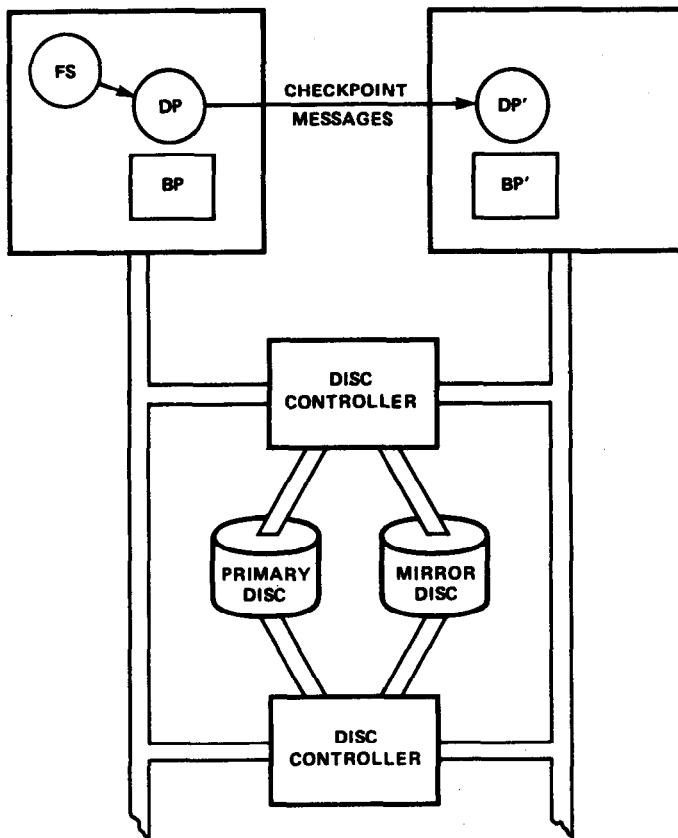 FS
DP
CHECKPOINT
MESSAGES
DP'
BP
BP'
DISC
CONTROLLER
PRIMARY
DISC
MIRROR
DISC
DISC
CONTROLLER